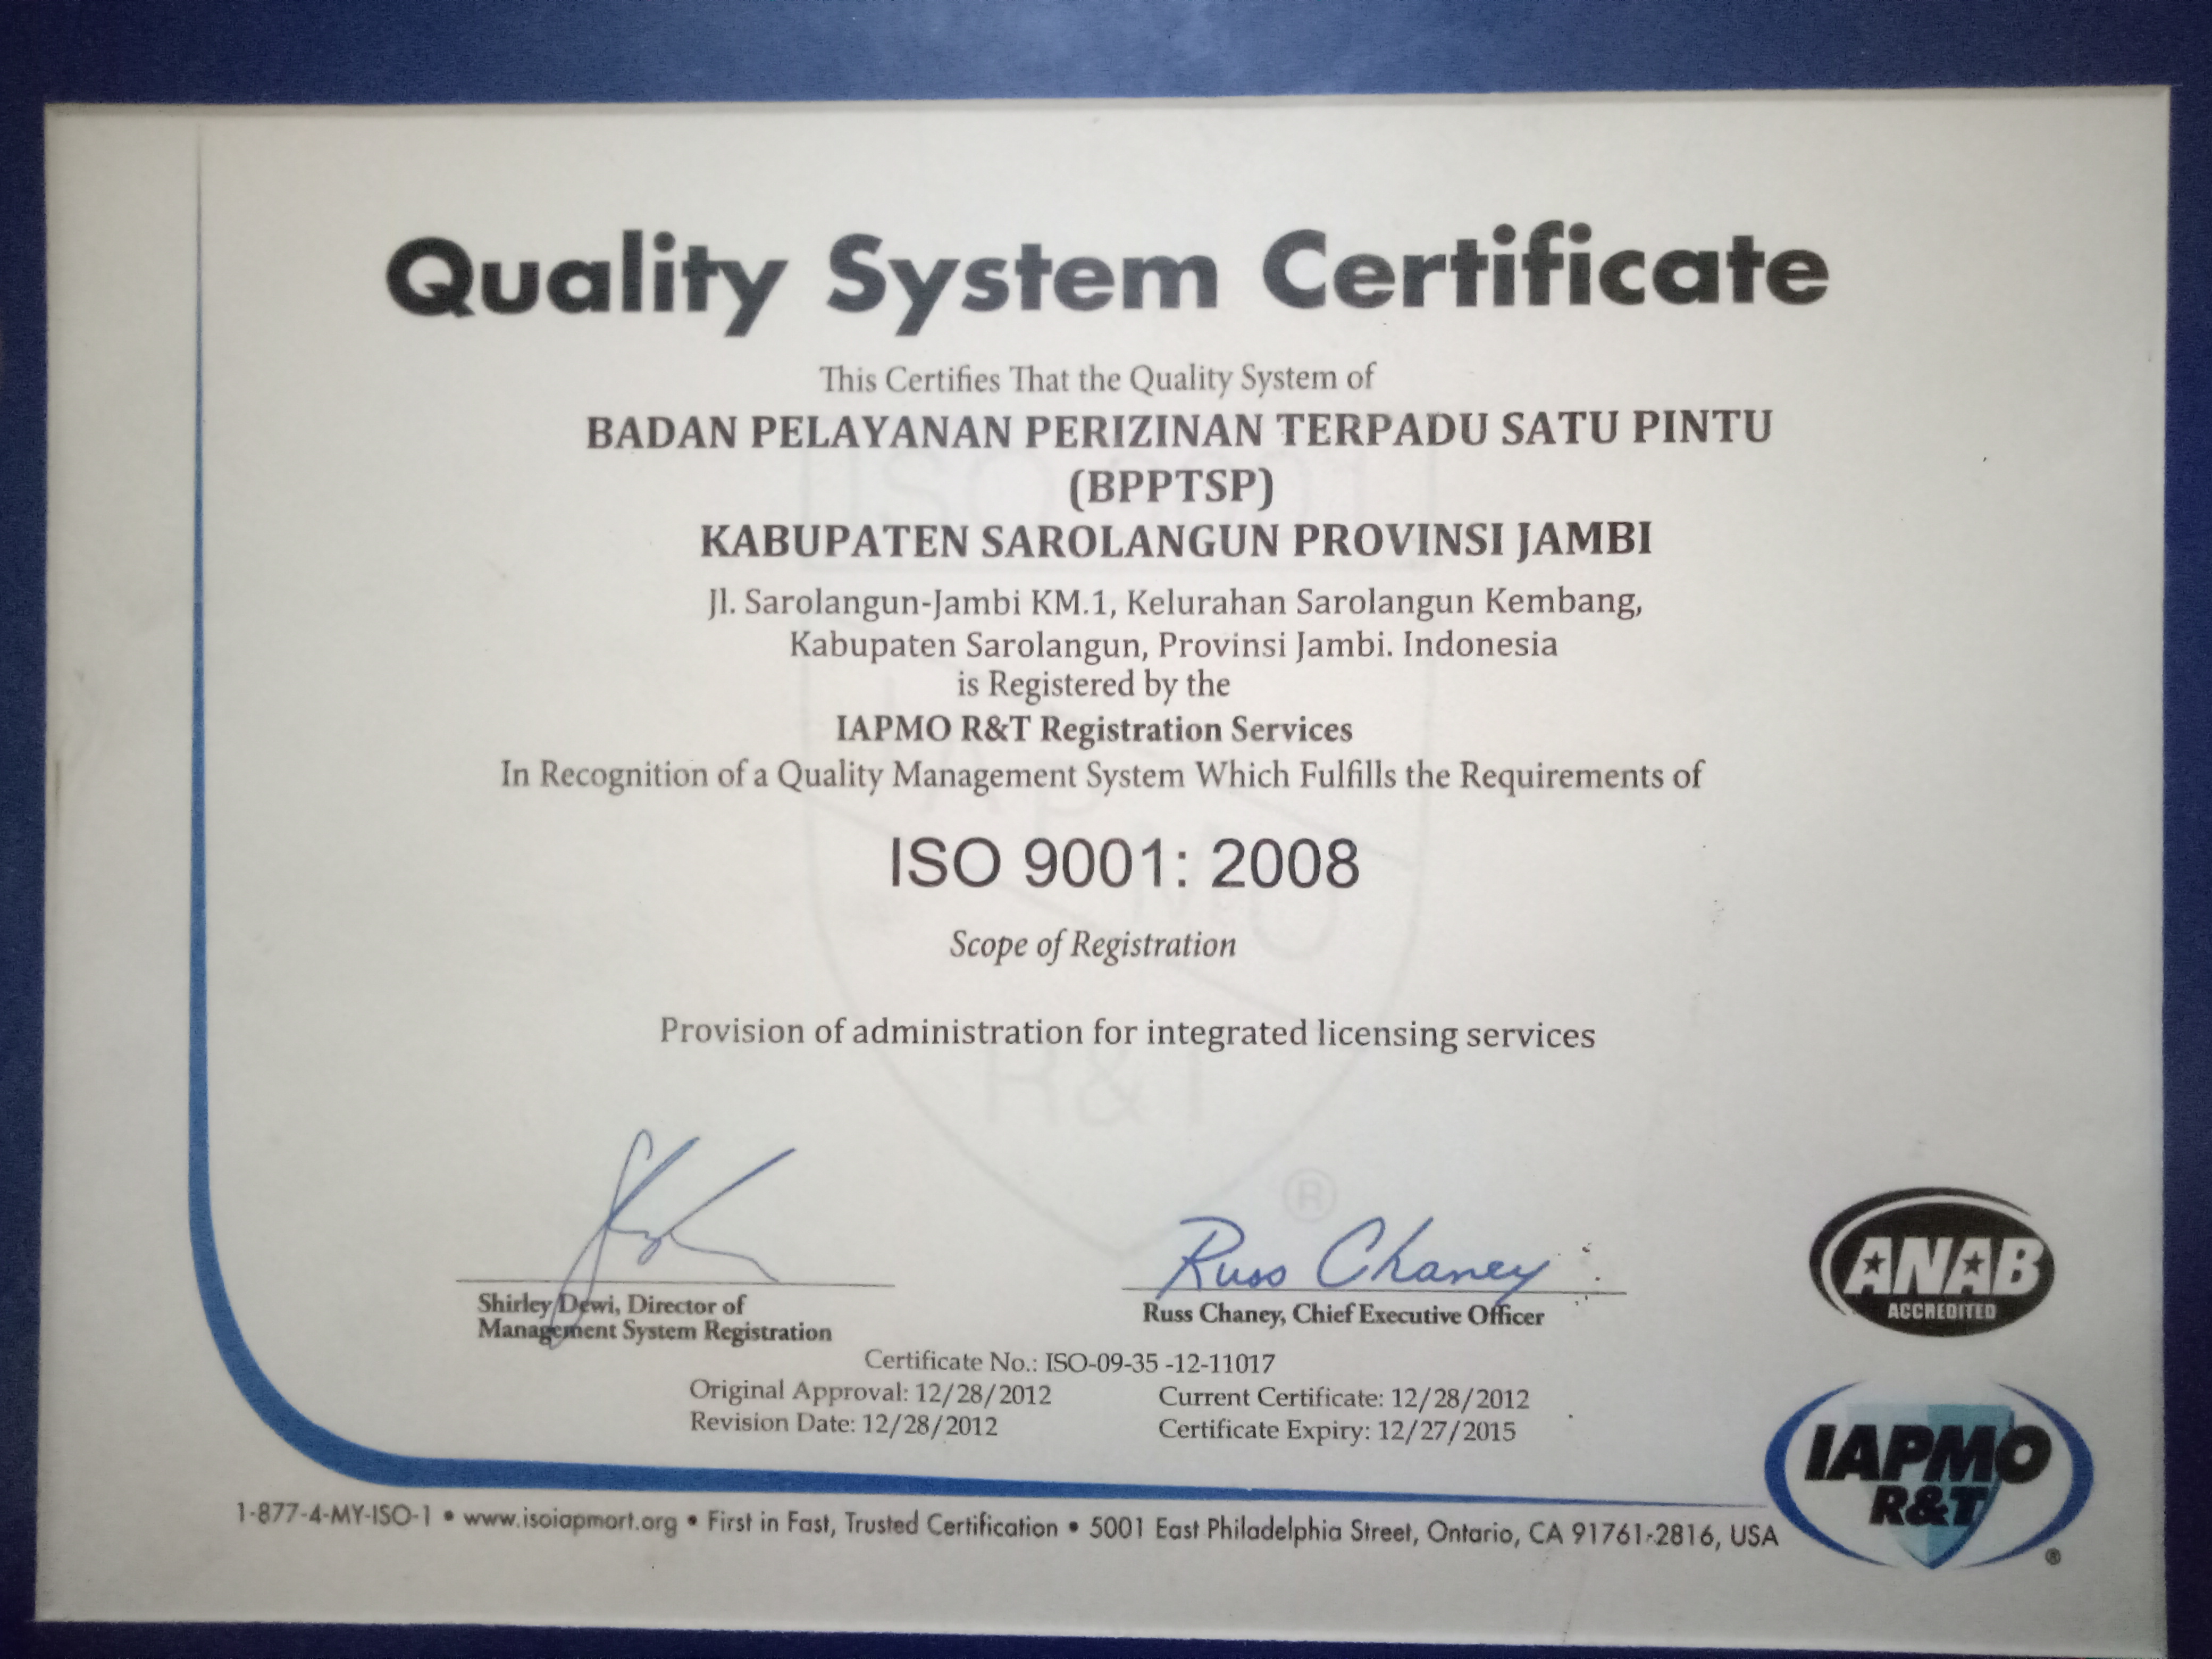 Quality System Certificate
This Certifies That the Quality System of
BADAN PELAYANAN PERIZINAN TERPADU SATU PINTU
(BPPTSP)
KABUPATEN SAROLANGUN PROVINSI JAMBI
Jl. Sarolangun-Jambi KM.1, Kelurahan Sarolangun Kembang,
Kabupaten Sarolangun, Provinsi Jambi. Indonesia
is Registered by the
IAPMO R&T Registration Services
In Recognition of a Quality Management System Which Fulfills the Requirements of
ISO 9001: 2008
Scope of Registration
Provision of administration for integrated licensing services
Russ Chaney
Shirley Dewi, Director of
Management System Registration
Russ Chaney, Chief Executive Officer
ANAB
ACCREDITED
Certificate No.: ISO-09-35 -12-11017
Original Approval: 12/28/2012
Current Certificate: 12/28/2012
Revision Date: 12/28/2012
Certificate Expiry: 12/27/2015
IAPMO
R&T
®
1-877-4-MY-ISO-1 • www.isoiapmort.org • First in Fast, Trusted Certification • 5001 East Philadelphia Street, Ontario, CA 91761-2816, USA
ISO 9001
IAPMO
R&T
®